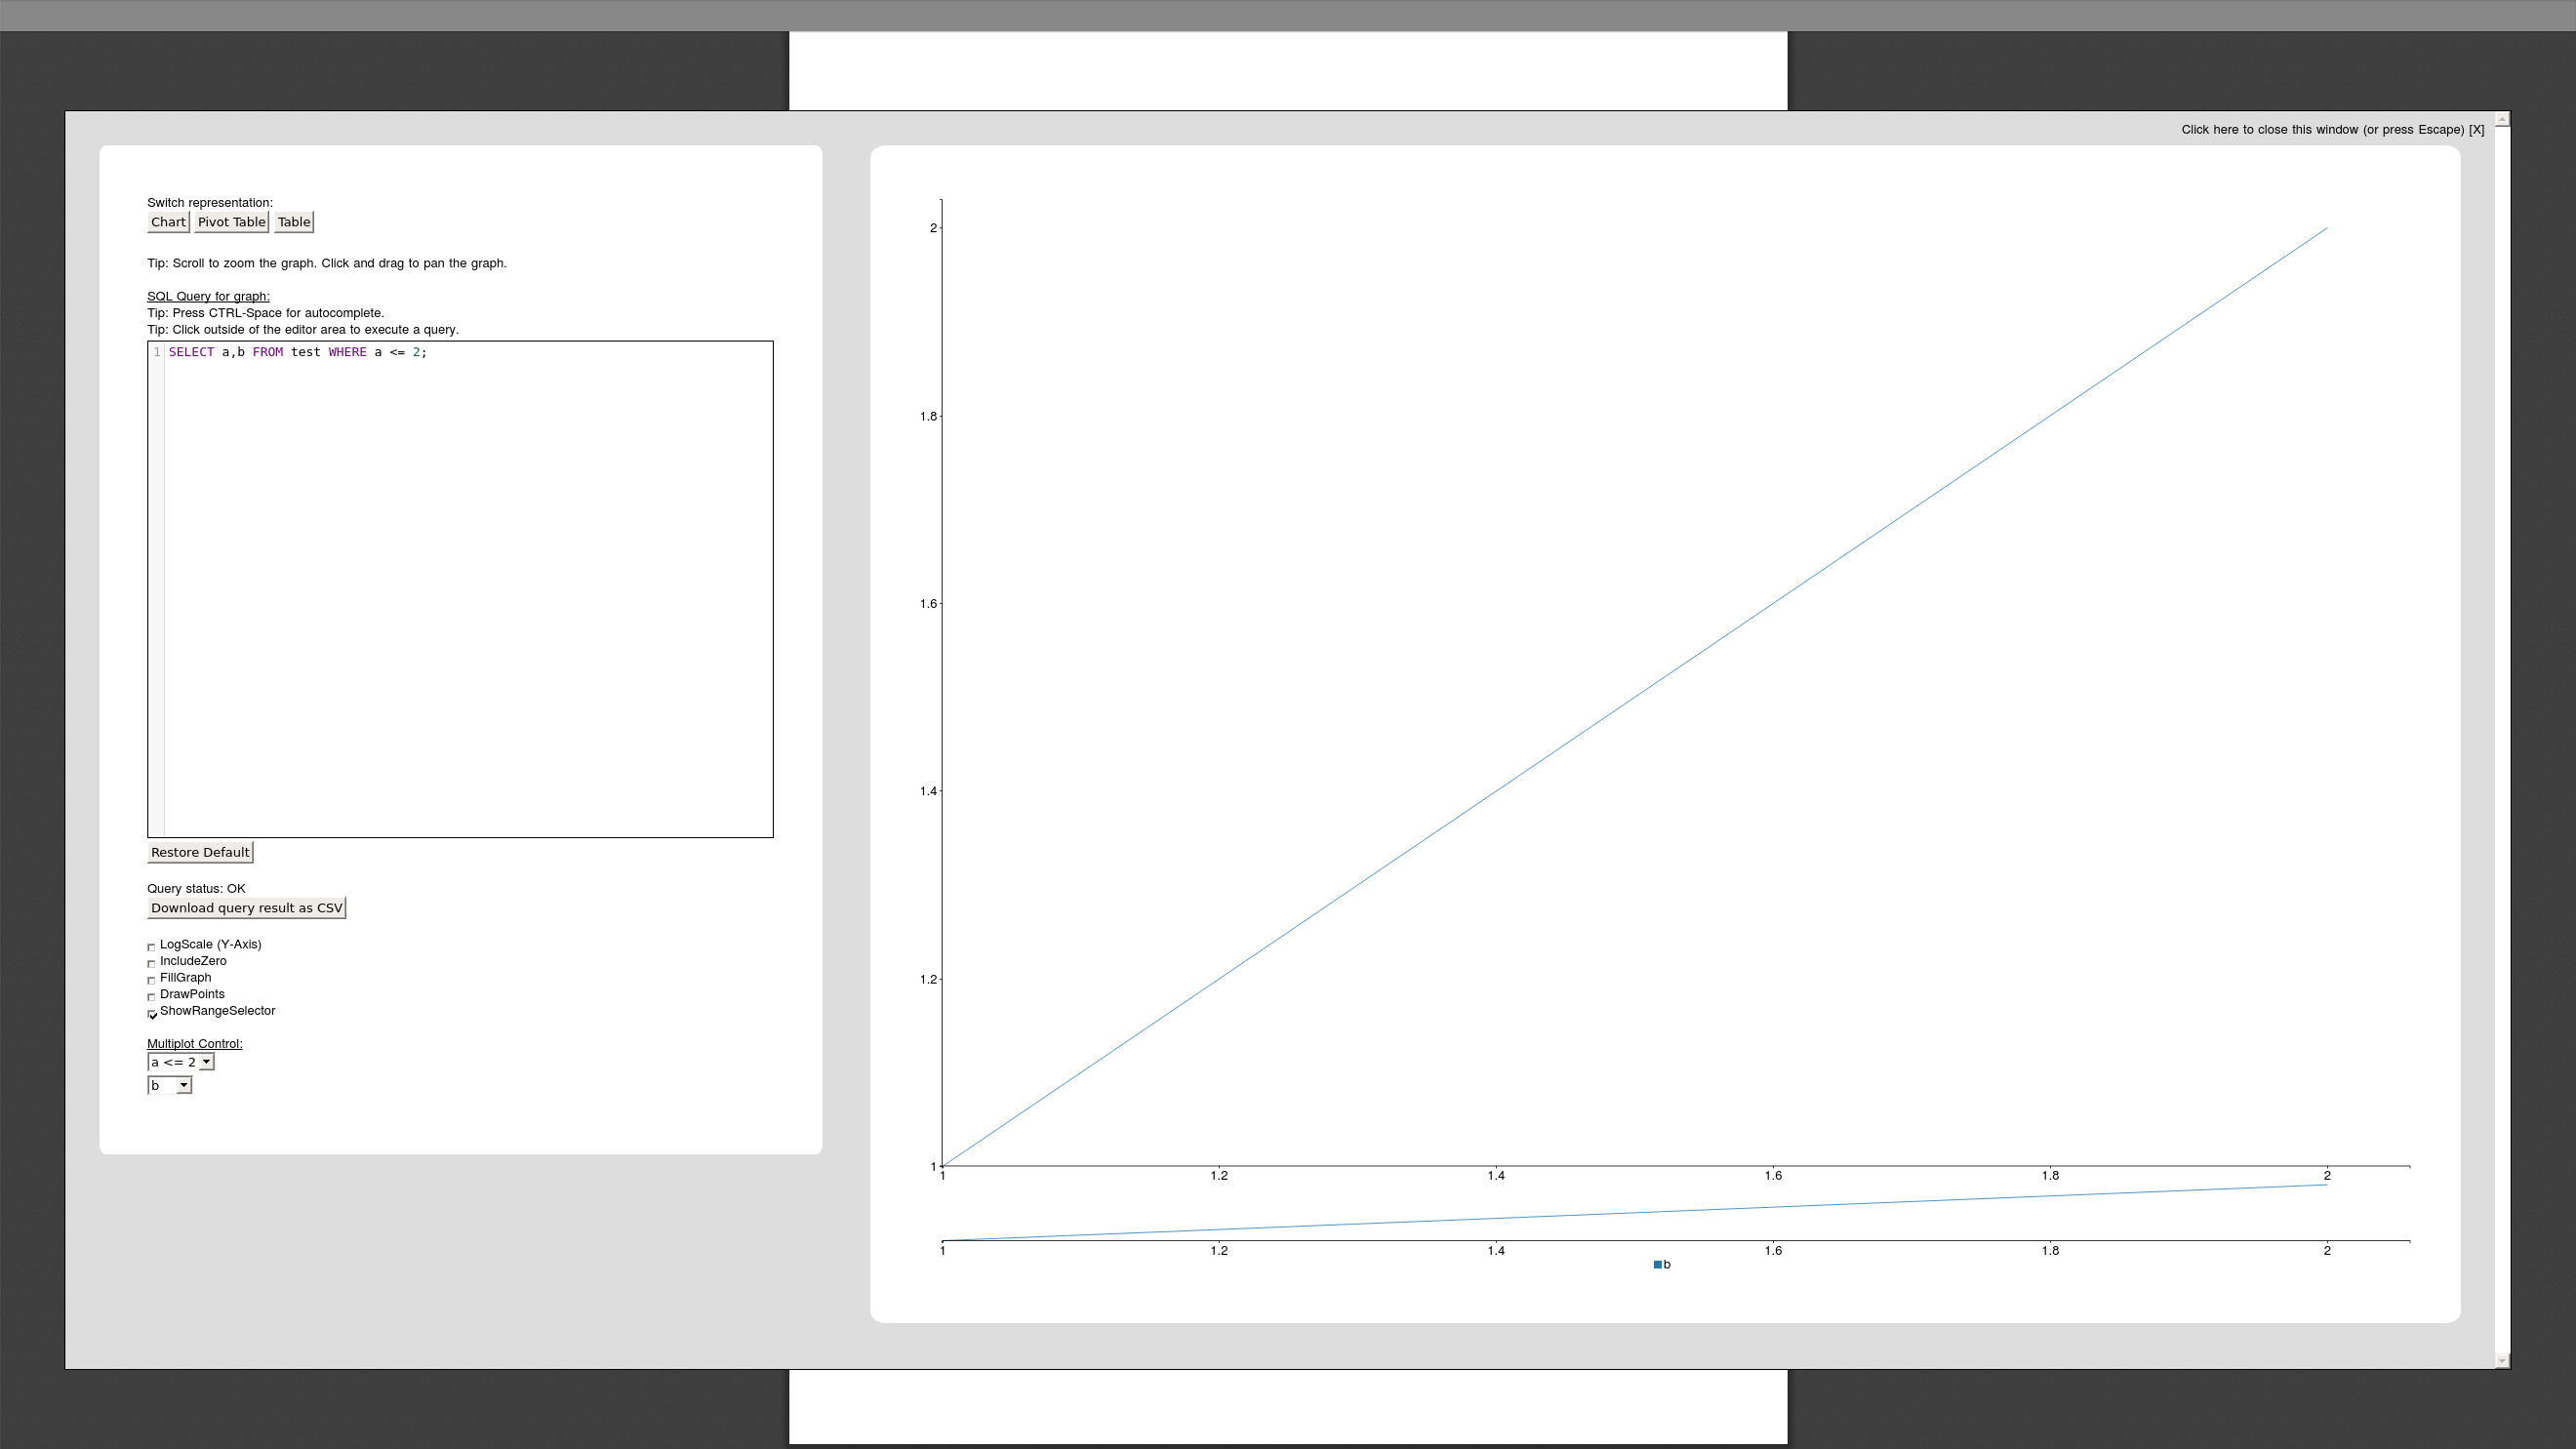 Click here to close this window (or press Escape) [X]
Switch representation:
Chart Pivot Table Table
Tip: Scroll to zoom the graph. Click and drag to pan the graph.
SQL Query for graph:
Tip: Press CTRL-Space for autocomplete.
Tip: Click outside of the editor area to execute a query.
1 SELECT a,b FROM test WHERE a <= 2;
Restore Default
Query status: OK
Download query result as CSV
LogScale (Y-Axis)
IncludeZero
FillGraph
DrawPoints
ShowRangeSelector
Multiplot Control:
a <= 2
b
2
1.8
1.6
1.4
1.2
1
1 1.2 1.4 1.6 1.8 2
1 1.2 1.4 1.6 1.8 2
b